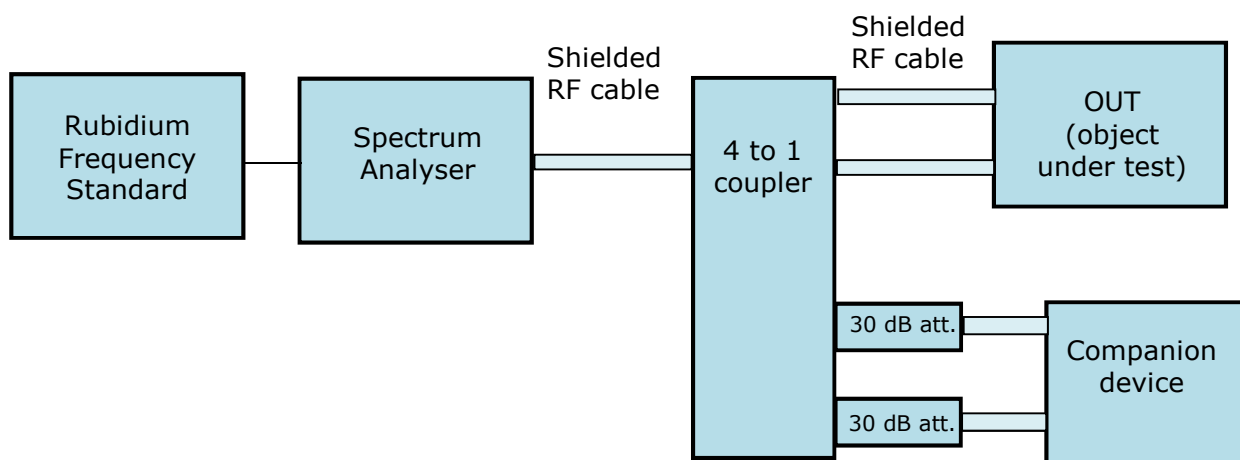 Rubidium
Frequency
Standard
Spectrum
Analyser
Shielded
RF cable
4 to 1
coupler
Shielded
RF cable
OUT
(object
under test)
30 dB att.
30 dB att.
Companion
device